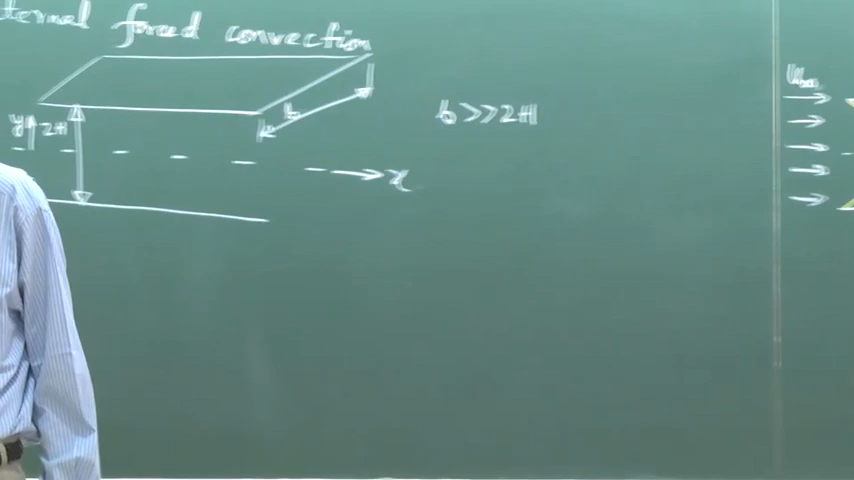 ternal forced convection
b
b>>2H
y 2H
x
u∞